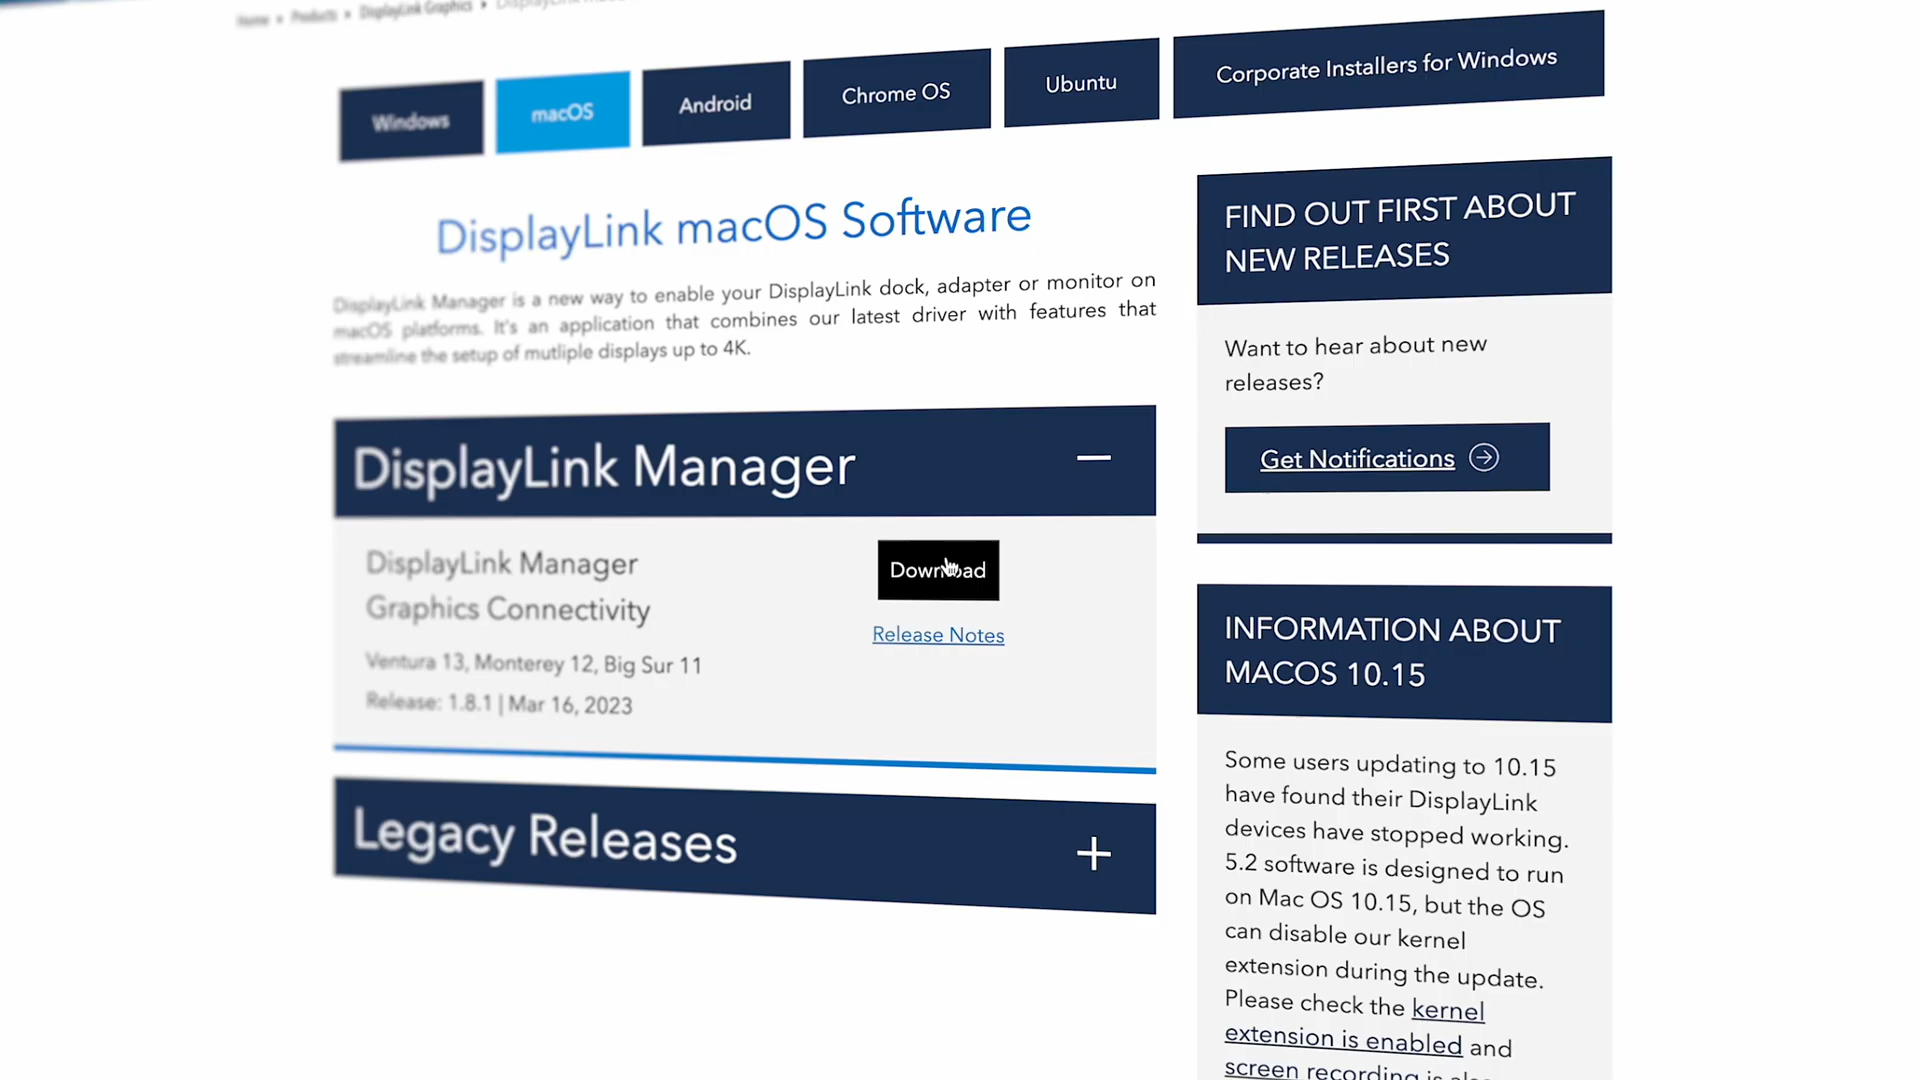 Home › Products › DisplayLink Graphics ›
Windows
macOS
Android
Chrome OS
Ubuntu
Corporate Installers for Windows
DisplayLink macOS Software
DisplayLink Manager is a new way to enable your DisplayLink dock, adapter or monitor on
macOS platforms. It's an application that combines our latest driver with features that
streamline the setup of mutliple displays up to 4K.
DisplayLink Manager
DisplayLink Manager
Graphics Connectivity
Ventura 13, Monterey 12, Big Sur 11
Release: 1.8.1 | Mar 16, 2023
Download
Release Notes
Legacy Releases
FIND OUT FIRST ABOUT
NEW RELEASES
Want to hear about new
releases?
Get Notifications
INFORMATION ABOUT
MACOS 10.15
Some users updating to 10.15
have found their DisplayLink
devices have stopped working.
5.2 software is designed to run
on Mac OS 10.15, but the OS
can disable our kernel
extension during the update.
Please check the kernel
extension is enabled and
screen recording is